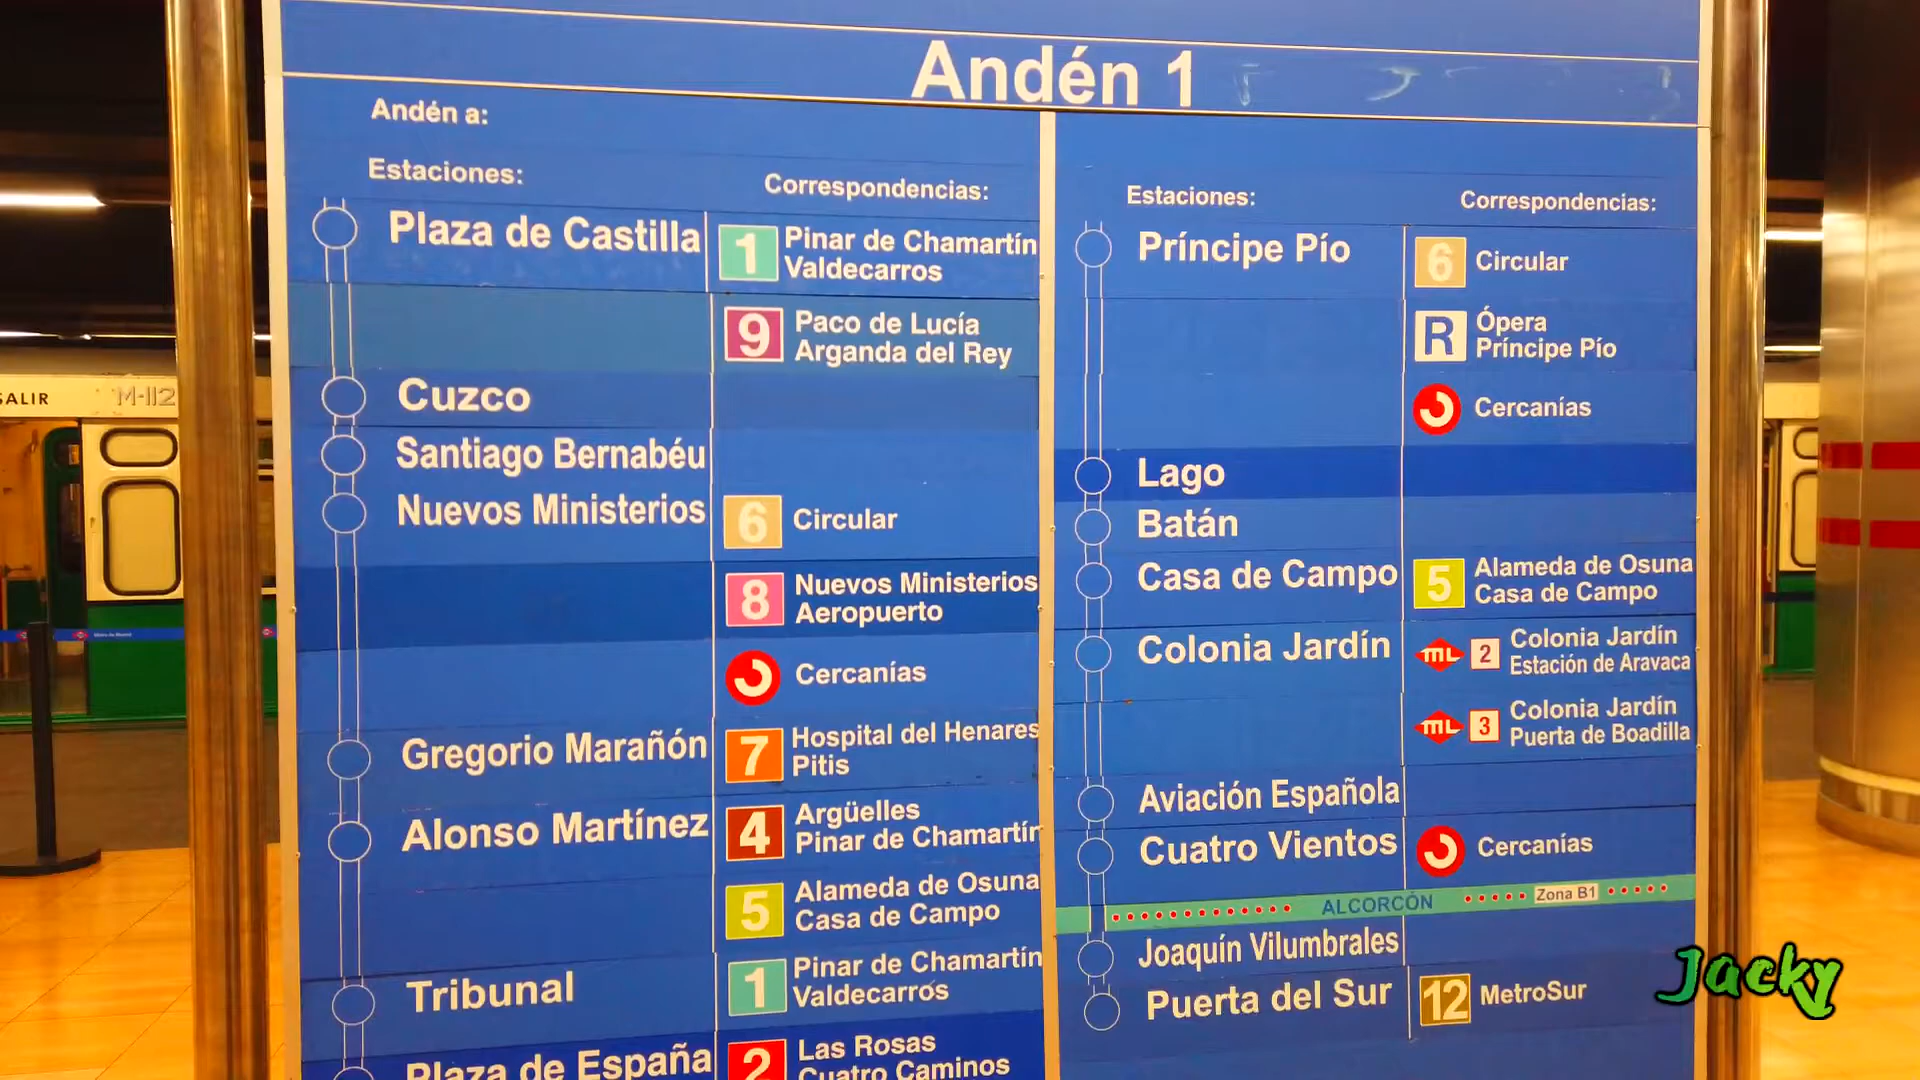 Andén 1
Andén a:
Estaciones:
Correspondencias:
Plaza de Castilla
1 Pinar de Chamartín
Valdecarros
9 Paco de Lucía
Arganda del Rey
Cuzco
Santiago Bernabéu
Nuevos Ministerios
6 Circular
8 Nuevos Ministerios
Aeropuerto
Cercanías
Gregorio Marañón
7 Hospital del Henares
Pitis
Alonso Martínez
4 Argüelles
Pinar de Chamartín
5 Alameda de Osuna
Casa de Campo
Tribunal
1 Pinar de Chamartín
Valdecarros
Plaza de España
2 Las Rosas
Cuatro Caminos
Estaciones:
Correspondencias:
Príncipe Pío
6 Circular
R Ópera
Príncipe Pío
Cercanías
Lago
Batán
Casa de Campo
5 Alameda de Osuna
Casa de Campo
Colonia Jardín
mL 2 Colonia Jardín
Estación de Aravaca
mL 3 Colonia Jardín
Puerta de Boadilla
Aviación Española
Cuatro Vientos
Cercanías
ALCORCÓN Zona B1
Joaquín Vilumbrales
Puerta del Sur
12 MetroSur
SALIR
M-112
Jacky